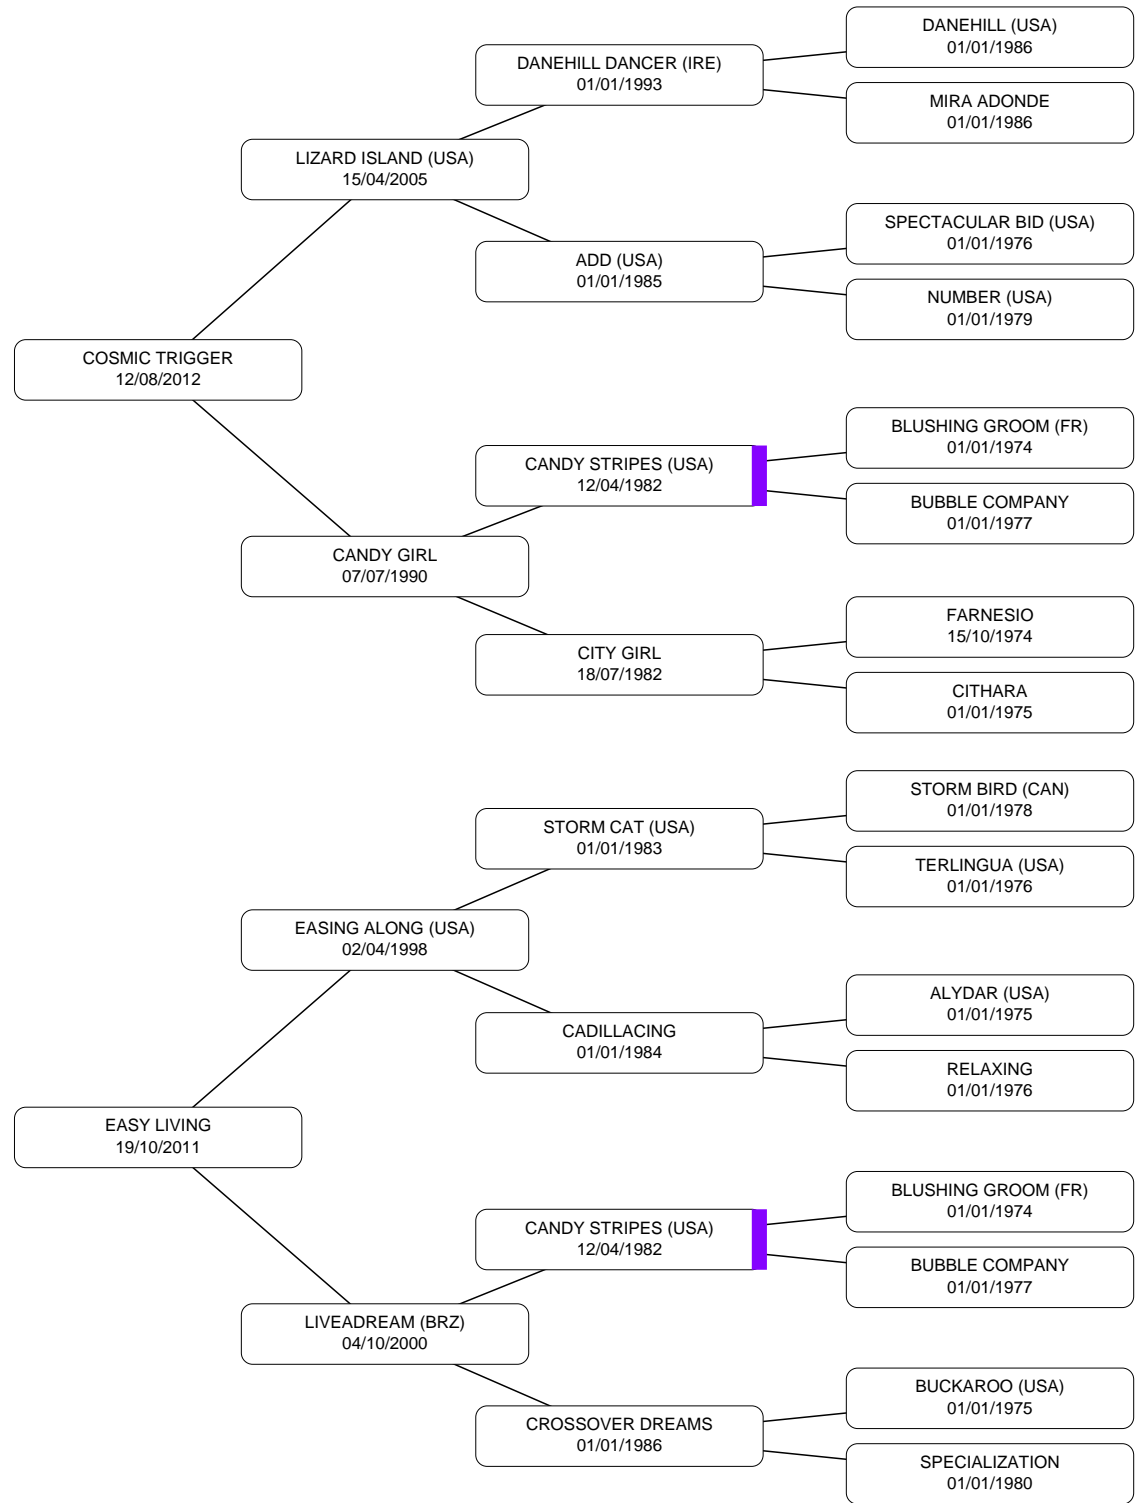 DANEHILL (USA)
01/01/1986
DANEHILL DANCER (IRE)
01/01/1993
MIRA ADONDE
01/01/1986
LIZARD ISLAND (USA)
15/04/2005
SPECTACULAR BID (USA)
01/01/1976
ADD (USA)
01/01/1985
NUMBER (USA)
01/01/1979
COSMIC TRIGGER
12/08/2012
BLUSHING GROOM (FR)
01/01/1974
CANDY STRIPES (USA)
12/04/1982
BUBBLE COMPANY
01/01/1977
CANDY GIRL
07/07/1990
FARNESIO
15/10/1974
CITY GIRL
18/07/1982
CITHARA
01/01/1975
STORM BIRD (CAN)
01/01/1978
STORM CAT (USA)
01/01/1983
TERLINGUA (USA)
01/01/1976
EASING ALONG (USA)
02/04/1998
ALYDAR (USA)
01/01/1975
CADILLACING
01/01/1984
RELAXING
01/01/1976
EASY LIVING
19/10/2011
BLUSHING GROOM (FR)
01/01/1974
CANDY STRIPES (USA)
12/04/1982
BUBBLE COMPANY
01/01/1977
LIVEADREAM (BRZ)
04/10/2000
BUCKAROO (USA)
01/01/1975
CROSSOVER DREAMS
01/01/1986
SPECIALIZATION
01/01/1980